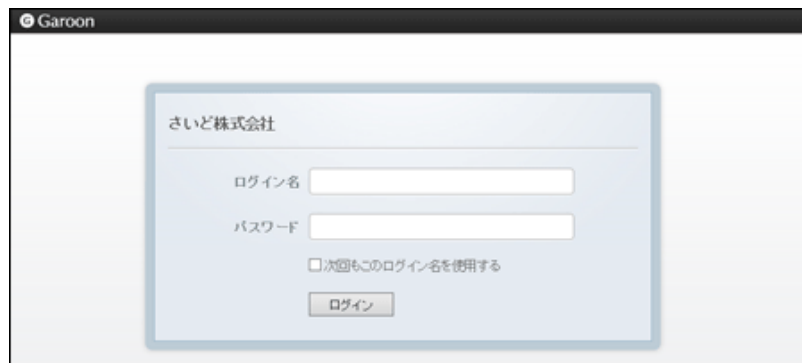 G Garoon
さいど株式会社
ログイン名
パスワード
次回もこのログイン名を使用する
ログイン